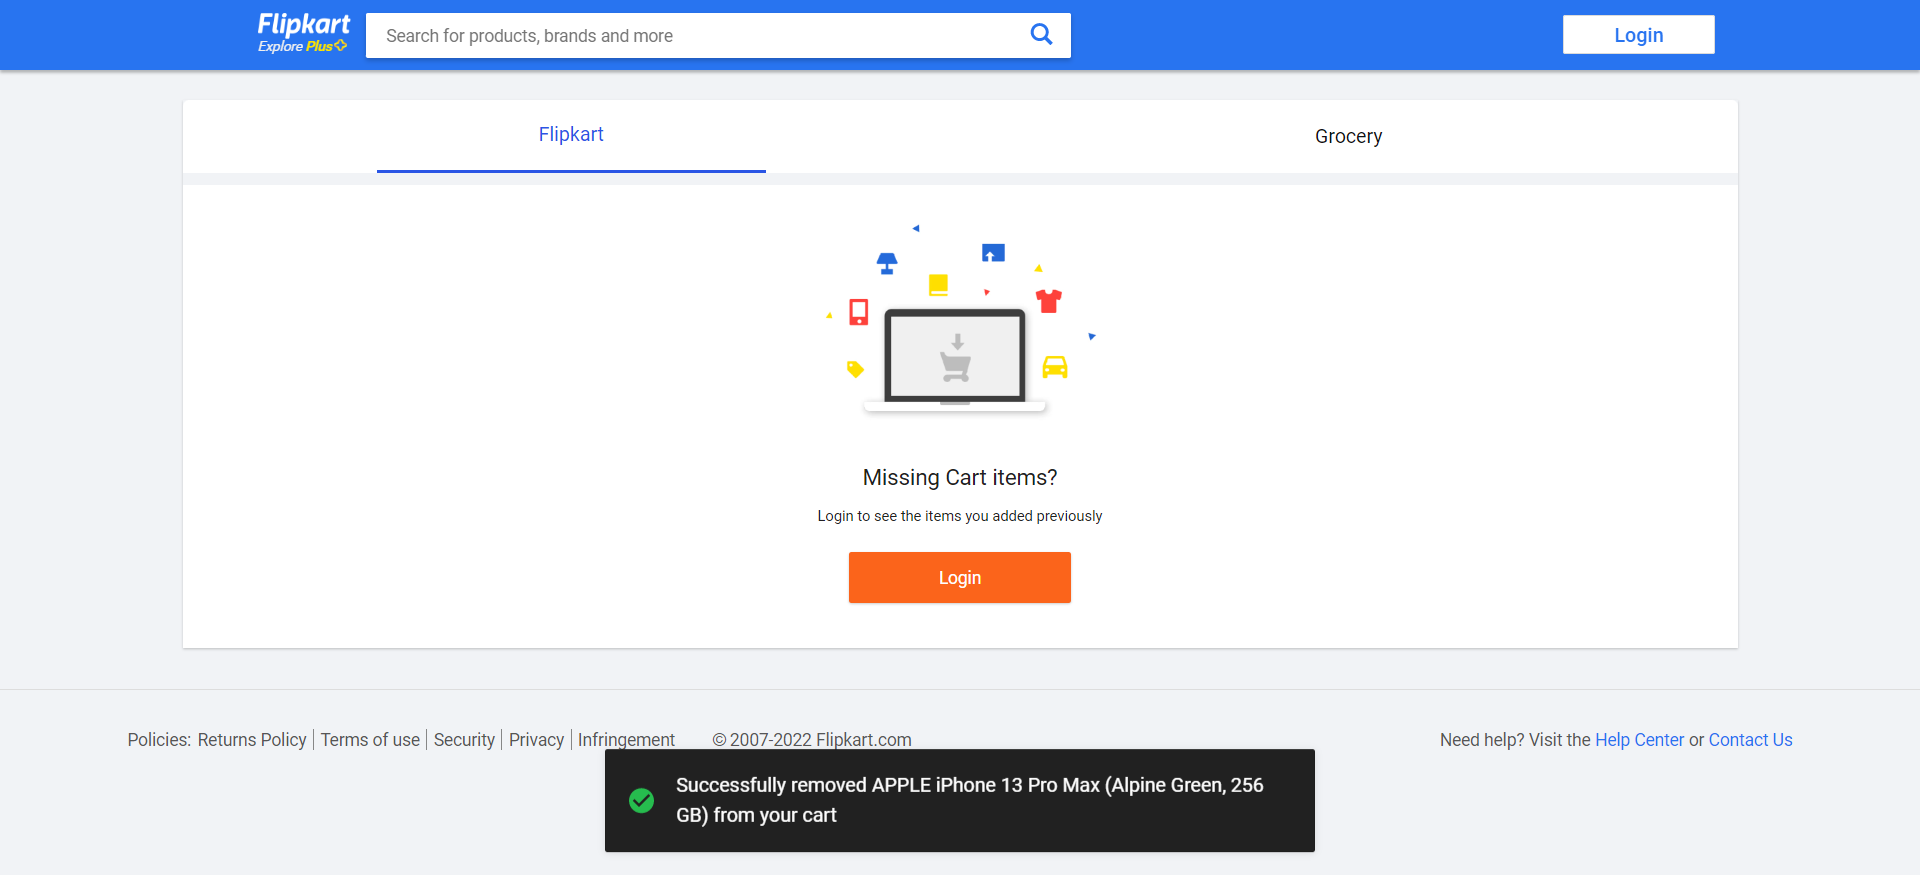 Flipkart
Explore Plus
Search for products, brands and more
Login
Flipkart
Grocery
Missing Cart items?
Login to see the items you added previously
Login
Policies: Returns Policy | Terms of use | Security | Privacy | Infringement © 2007-2022 Flipkart.com Need help? Visit the Help Center or Contact Us
Successfully removed APPLE iPhone 13 Pro Max (Alpine Green, 256
GB) from your cart